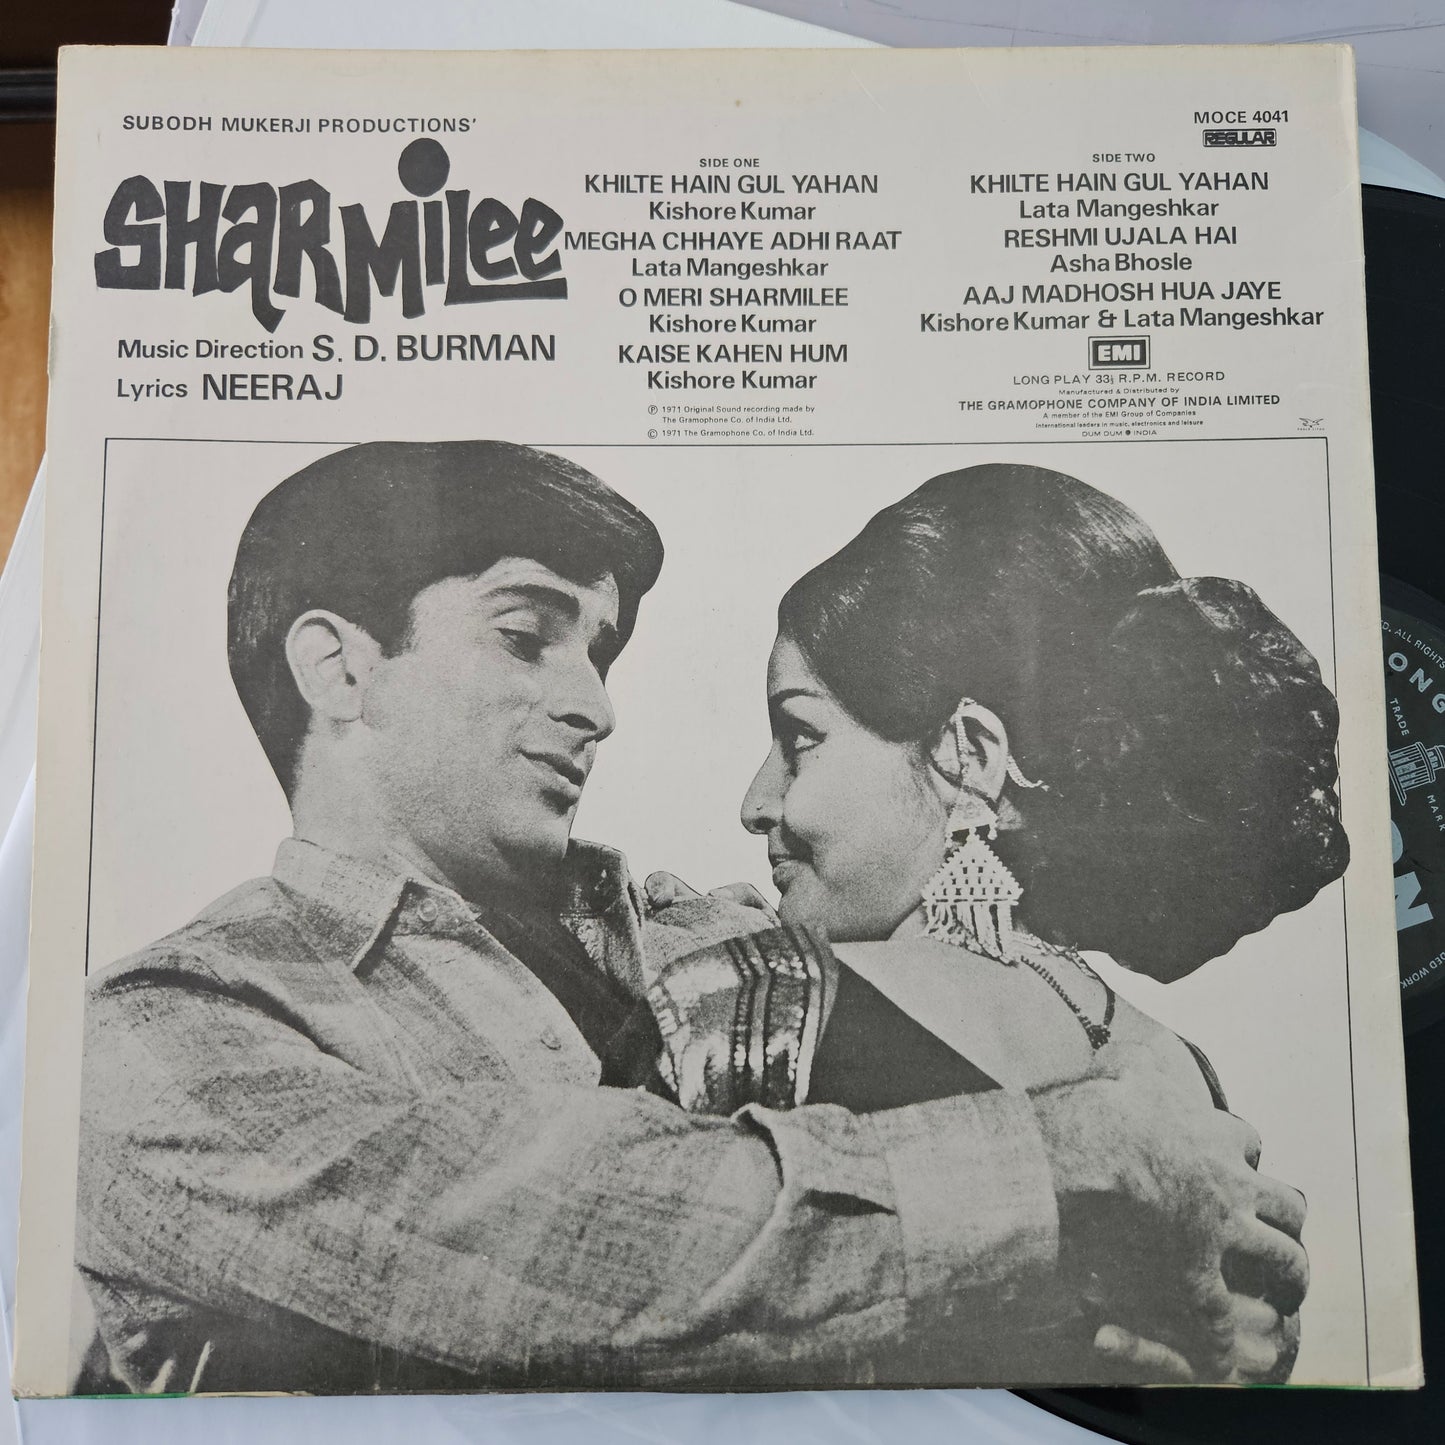 SUBODH MUKERJI PRODUCTIONS'
SHARMILEE
Music Direction S. D. BURMAN
Lyrics NEERAJ
SIDE ONE
KHILTE HAIN GUL YAHAN
Kishore Kumar
MEGHA CHHAYE ADHI RAAT
Lata Mangeshkar
O MERI SHARMILEE
Kishore Kumar
KAISE KAHEN HUM
Kishore Kumar
Ⓟ 1971 Original Sound recording made by
The Gramophone Co. of India Ltd.
© 1971 The Gramophone Co. of India Ltd.
MOCE 4041
REGULAR
SIDE TWO
KHILTE HAIN GUL YAHAN
Lata Mangeshkar
RESHMI UJALA HAI
Asha Bhosle
AAJ MADHOSH HUA JAYE
Kishore Kumar & Lata Mangeshkar
EMI
LONG PLAY 33⅓ R.P.M. RECORD
Manufactured & Distributed by
THE GRAMOPHONE COMPANY OF INDIA LIMITED
A member of the EMI Group of Companies
International leaders in music, electronics and leisure
DUM DUM ● INDIA
ALL RIGHTS
TRADE
MARK